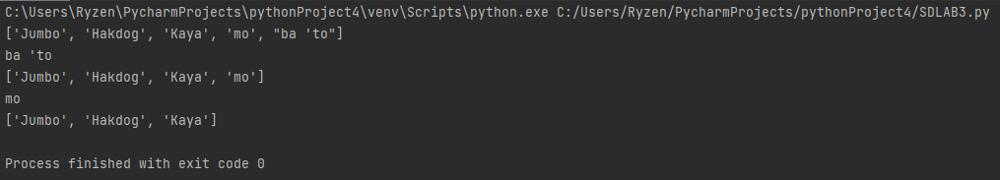 C:\Users\Ryzen\PycharmProjects\pythonProject4\venv\Scripts\python.exe C:/Users/Ryzen/PycharmProjects/pythonProject4/SDLAB3.py
['Jumbo', 'Hakdog', 'Kaya', 'mo', "ba 'to"]
ba 'to
['Jumbo', 'Hakdog', 'Kaya', 'mo']
mo
['Jumbo', 'Hakdog', 'Kaya']
Process finished with exit code 0